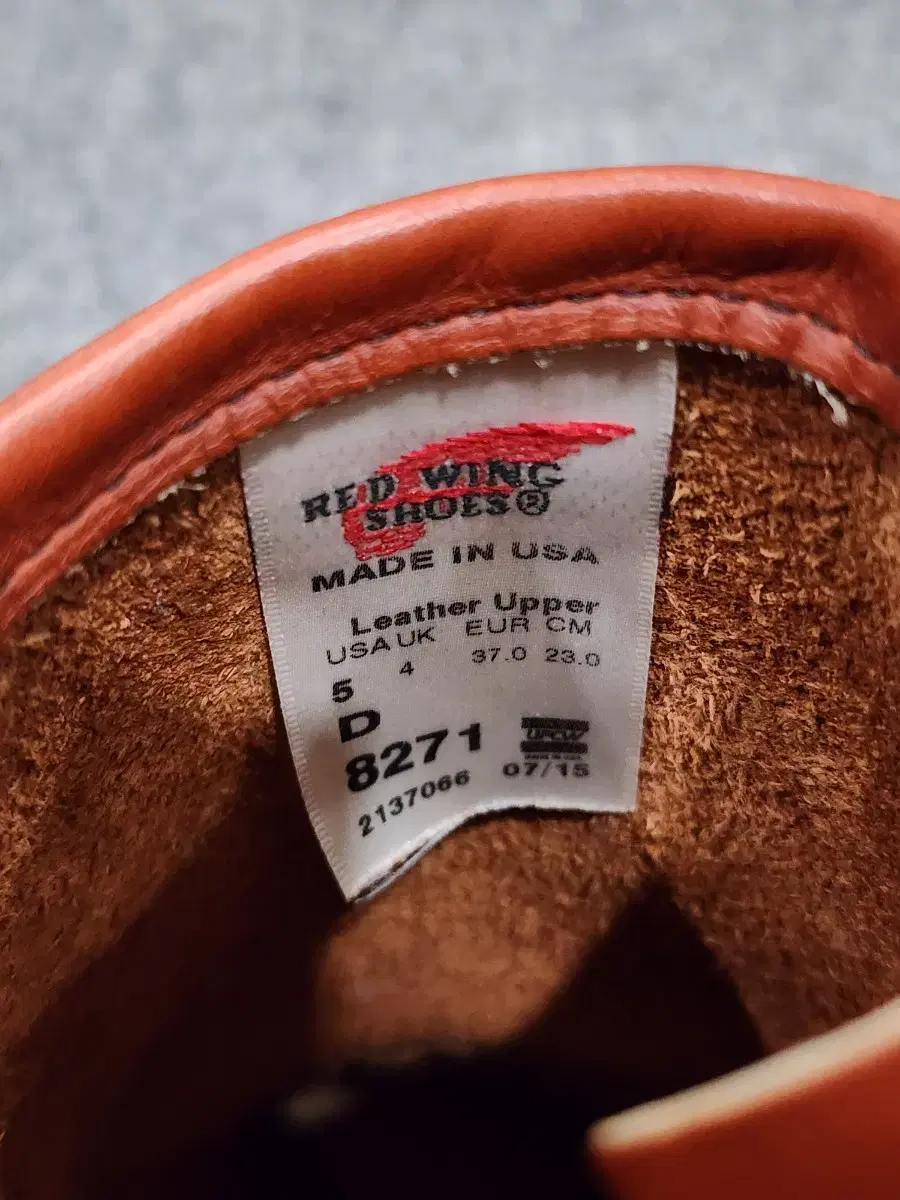 RED WING
SHOES®
MADE IN USA
Leather Upper
USA UK EUR CM
5 4 37.0 23.0
D
8271 UFCW
2137066 07/15